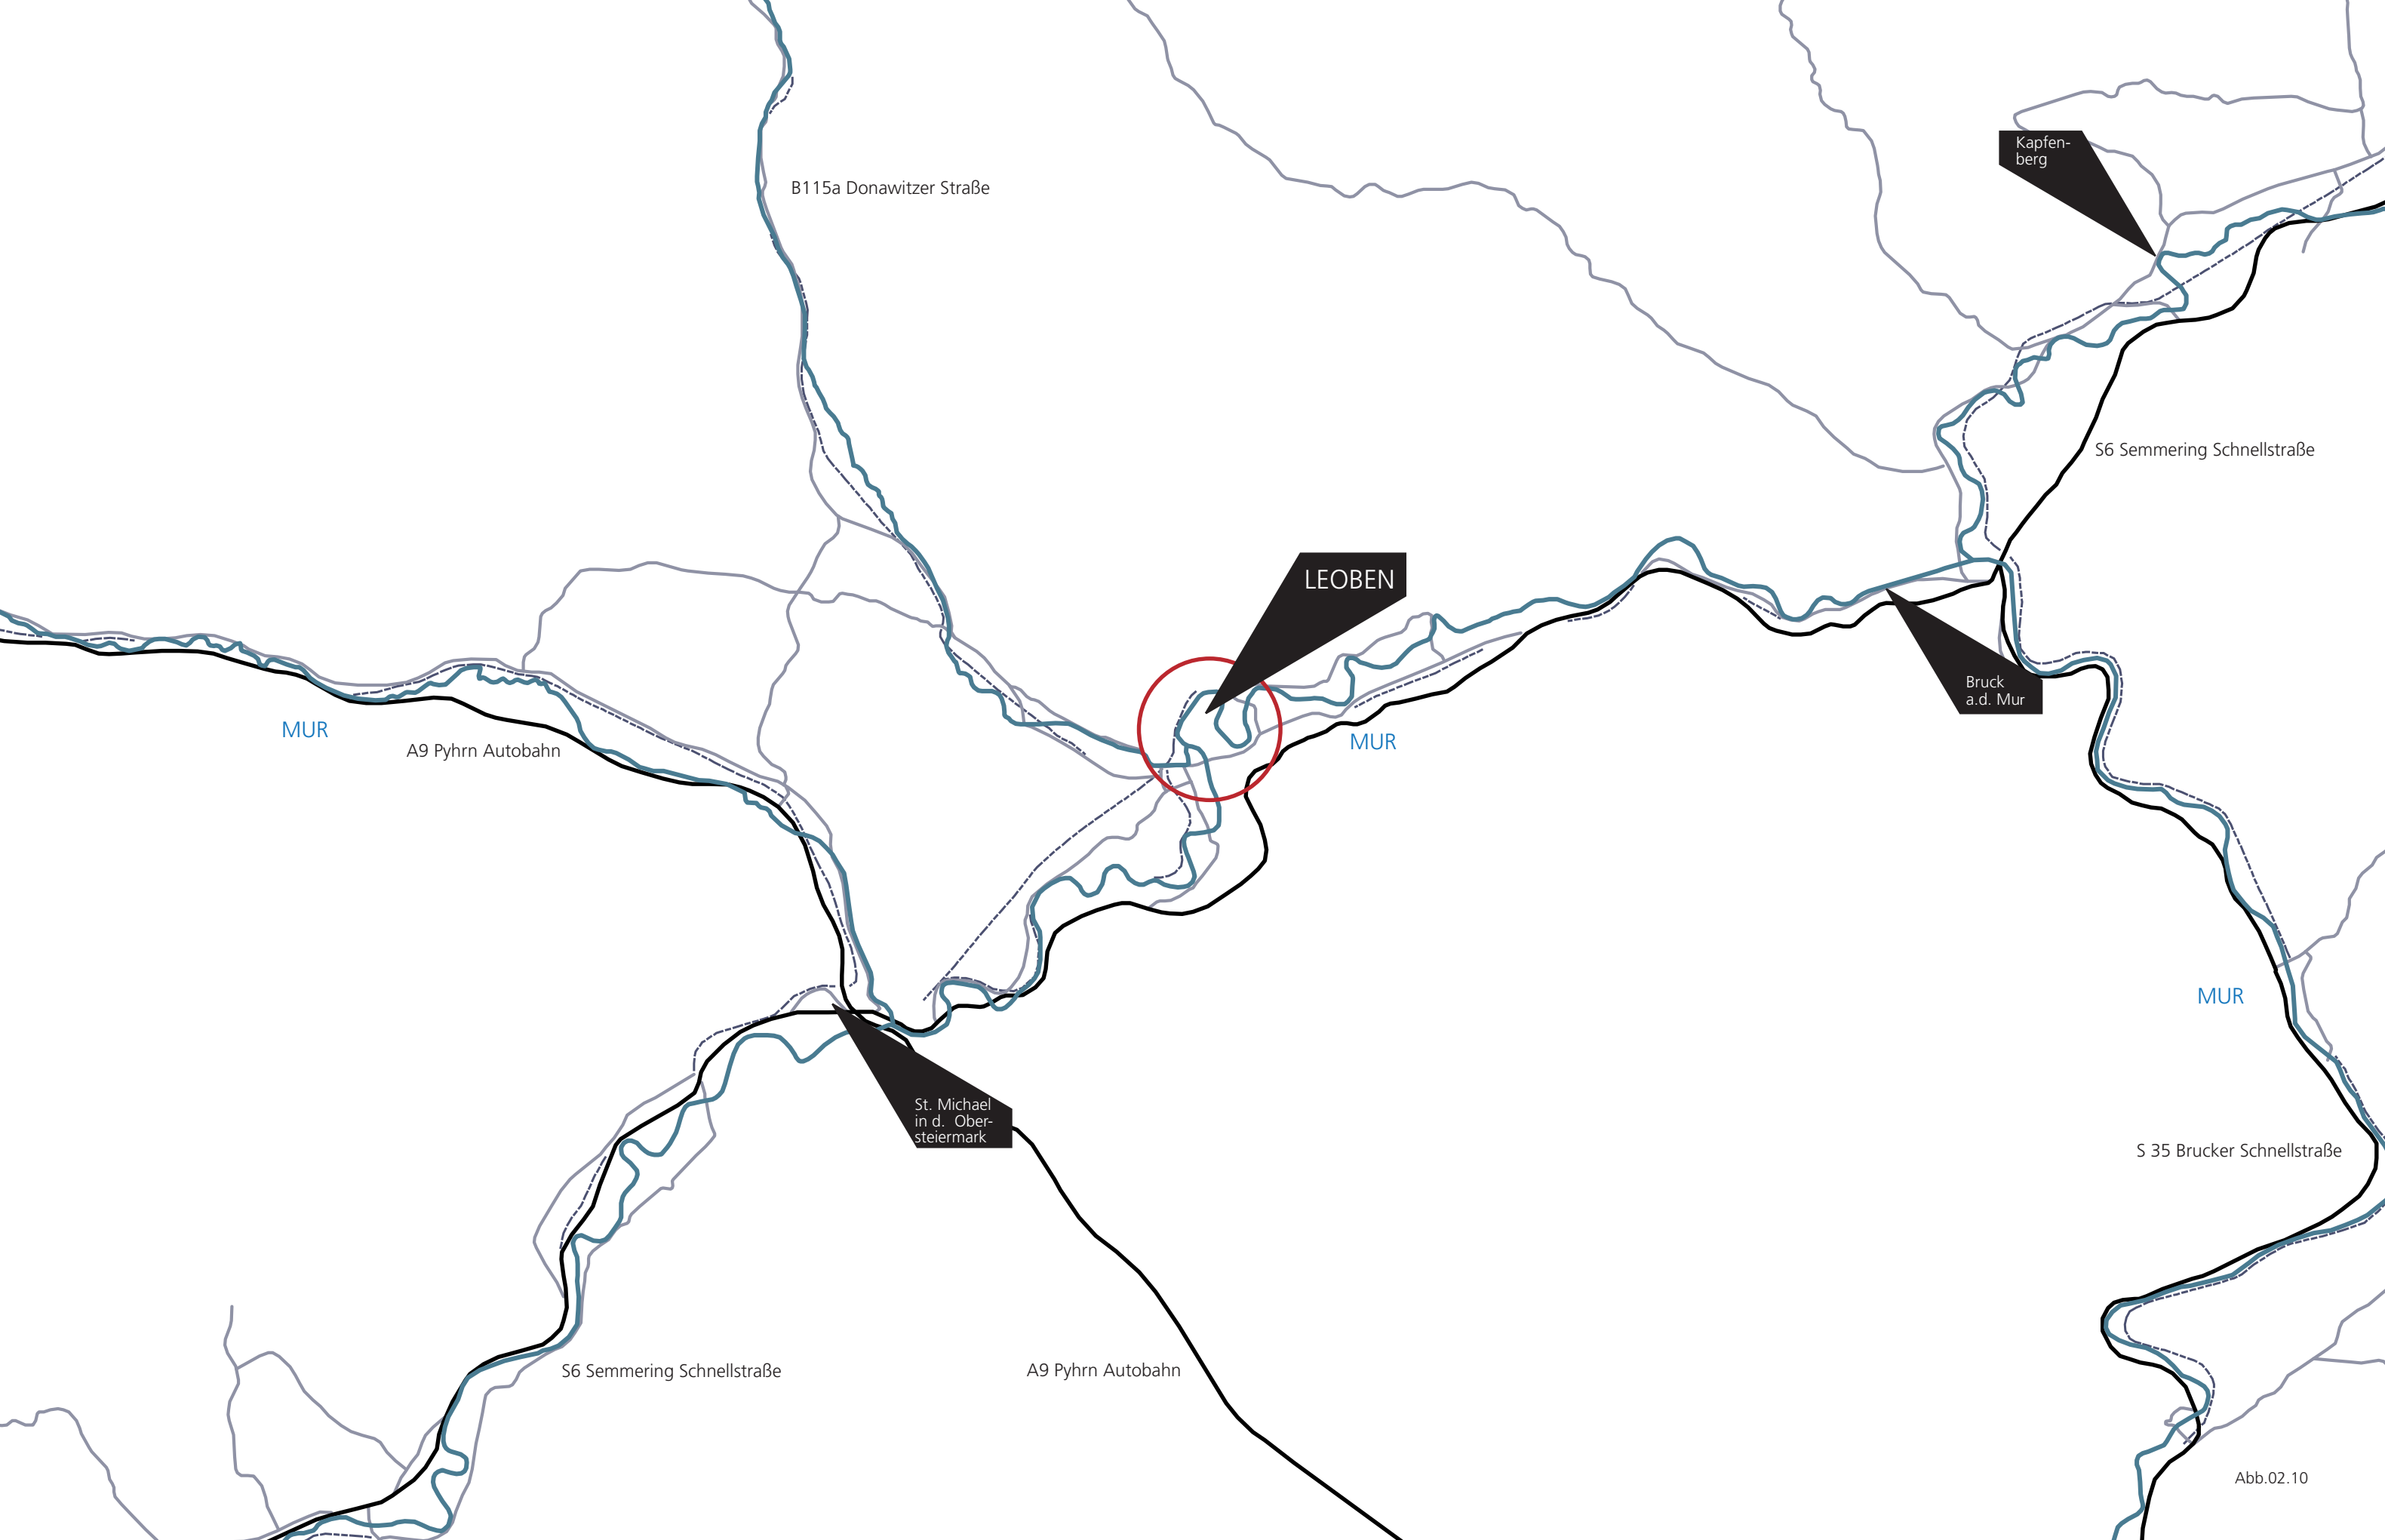 Kapfen-
berg
B115a Donawitzer Straße
S6 Semmering Schnellstraße
LEOBEN
Bruck
a.d. Mur
MUR
MUR
A9 Pyhrn Autobahn
MUR
St. Michael
in d. Ober-
steiermark
S 35 Brucker Schnellstraße
S6 Semmering Schnellstraße
A9 Pyhrn Autobahn
Abb.02.10